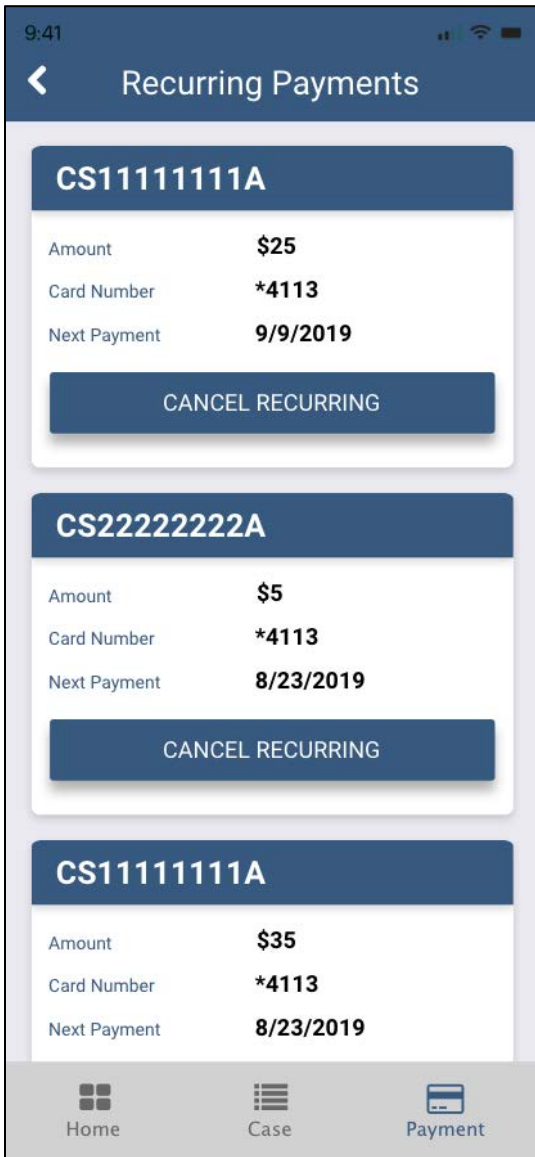 9:41
Recurring Payments
CS11111111A
Amount $25
Card Number *4113
Next Payment 9/9/2019
CANCEL RECURRING
CS22222222A
Amount $5
Card Number *4113
Next Payment 8/23/2019
CANCEL RECURRING
CS11111111A
Amount $35
Card Number *4113
Next Payment 8/23/2019
Home Case Payment